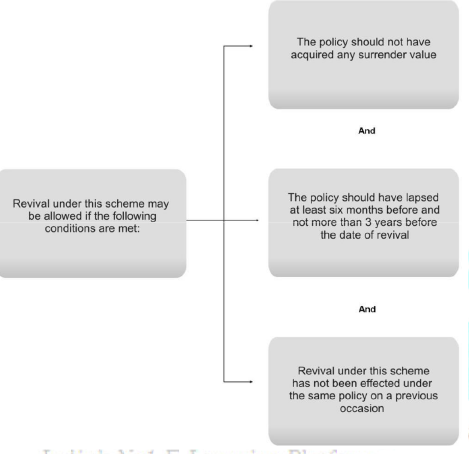 The policy should not have
acquired any surrender value
And
Revival under this scheme may
be allowed if the following
conditions are met:
The policy should have lapsed
at least six months before and
not more than 3 years before
the date of revival
And
Revival under this scheme
has not been effected under
the same policy on a previous
occasion